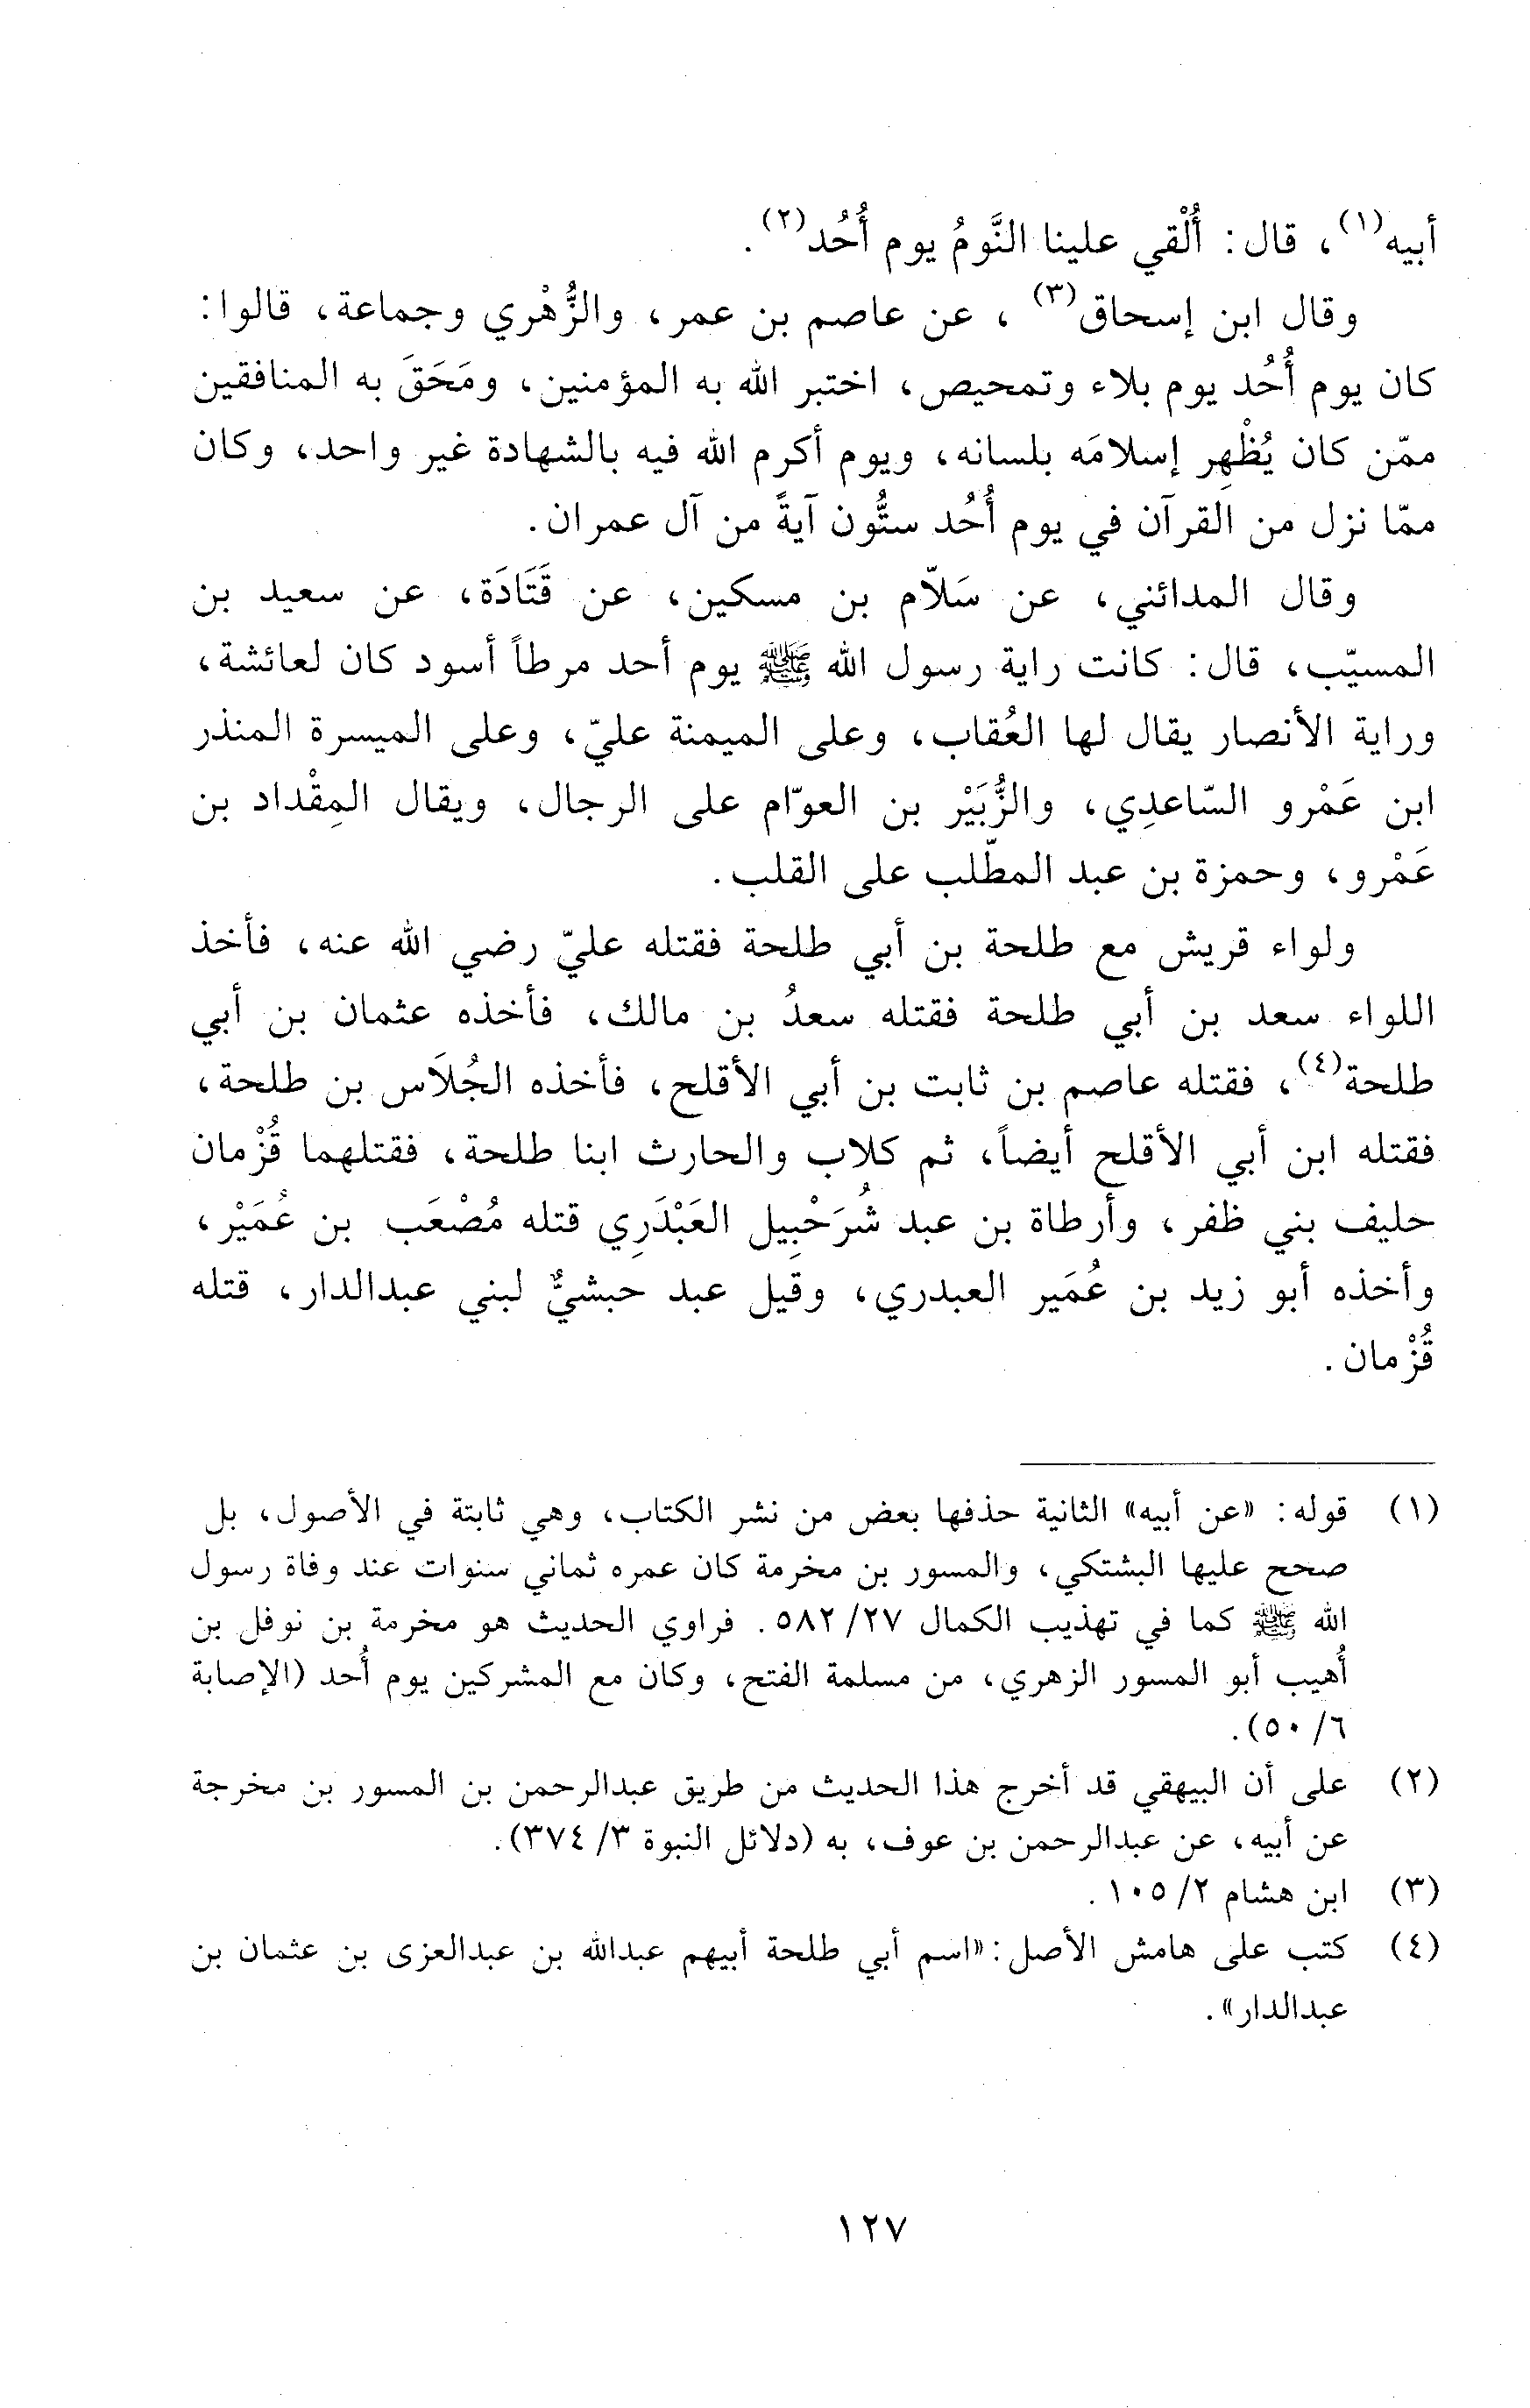 أبيه(١)، قال: أُلْقي علينا النَّومُ يوم أُحُد(٢).
وقال ابن إسحاق(٣)، عن عاصم بن عمر، والزُّهْري وجماعة، قالوا:
كان يوم أُحُد يوم بلاء وتمحيص، اختبر الله به المؤمنين، ومَحَقَ به المنافقين
ممّن كان يُظْهِر إسلامَه بلسانه، ويوم أكرم الله فيه بالشهادة غير واحد، وكان
ممّا نزل من القرآن في يوم أُحُد ستُّون آيةً من آل عمران.
وقال المدائني، عن سَلاّم بن مسكين، عن قَتَادَة، عن سعيد بن
المسيّب، قال: كانت راية رسول الله ﷺ يوم أحد مرطاً أسود كان لعائشة،
وراية الأنصار يقال لها العُقاب، وعلى الميمنة عليّ، وعلى الميسرة المنذر
ابن عَمْرو السّاعدِي، والزُّبَيْر بن العوّام على الرجال، ويقال المِقْداد بن
عَمْرو، وحمزة بن عبد المطّلب على القلب.
ولواء قريش مع طلحة بن أبي طلحة فقتله عليّ رضي الله عنه، فأخذ
اللواء سعد بن أبي طلحة فقتله سعدُ بن مالك، فأخذه عثمان بن أبي
طلحة(٤)، فقتله عاصم بن ثابت بن أبي الأقلح، فأخذه الجُلَاس بن طلحة،
فقتله ابن أبي الأقلح أيضاً، ثم كلاب والحارث ابنا طلحة، فقتلهما قُزْمان
حليف بني ظفر، وأرطاة بن عبد شُرَحْبِيل العَبْدَرِي قتله مُصْعَب بن عُمَيْر،
وأخذه أبو زيد بن عُمَير العبدري، وقيل عبد حبشيٌّ لبني عبدالدار، قتله
قُزْمان.
(١) قوله: «عن أبيه» الثانية حذفها بعض من نشر الكتاب، وهي ثابتة في الأصول، بل
صحح عليها البشتكي، والمسور بن مخرمة كان عمره ثماني سنوات عند وفاة رسول
الله ﷺ كما في تهذيب الكمال ٢٧/ ٥٨٢. فراوي الحديث هو مخرمة بن نوفل بن
أُهيب أبو المسور الزهري، من مسلمة الفتح، وكان مع المشركين يوم أُحد (الإصابة
٦/ ٥٠).
(٢) على أن البيهقي قد أخرج هذا الحديث من طريق عبدالرحمن بن المسور بن مخرجة
عن أبيه، عن عبدالرحمن بن عوف، به (دلائل النبوة ٣/ ٣٧٤).
(٣) ابن هشام ٢/ ١٠٥.
(٤) كتب على هامش الأصل: «اسم أبي طلحة أبيهم عبدالله بن عبدالعزى بن عثمان بن
عبدالدار».
١٢٧